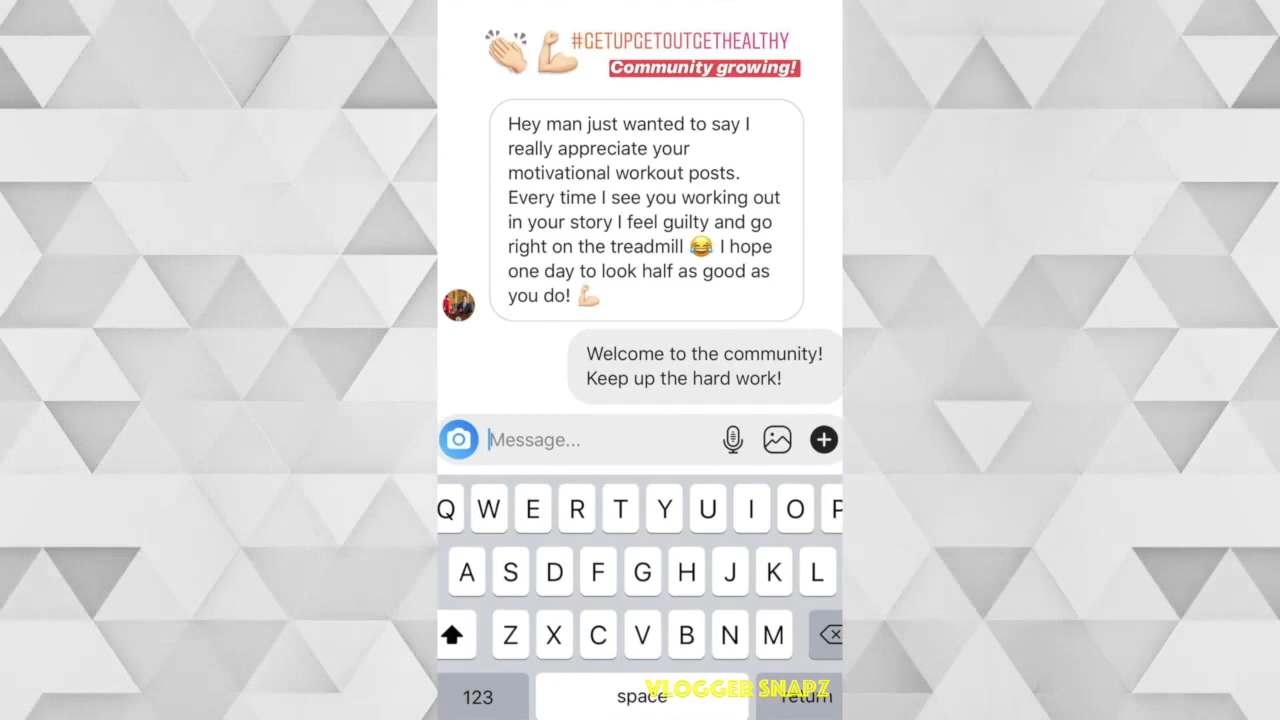 #GETUPGETOUTGETHEALTHY
Community growing!
Hey man just wanted to say I
really appreciate your
motivational workout posts.
Every time I see you working out
in your story I feel guilty and go
right on the treadmill 😂 I hope
one day to look half as good as
you do! 💪🏻
Welcome to the community!
Keep up the hard work!
Message...
Q W E R T Y U I O P
A S D F G H J K L
Z X C V B N M
123 space return
VLOGGER SNAPZ